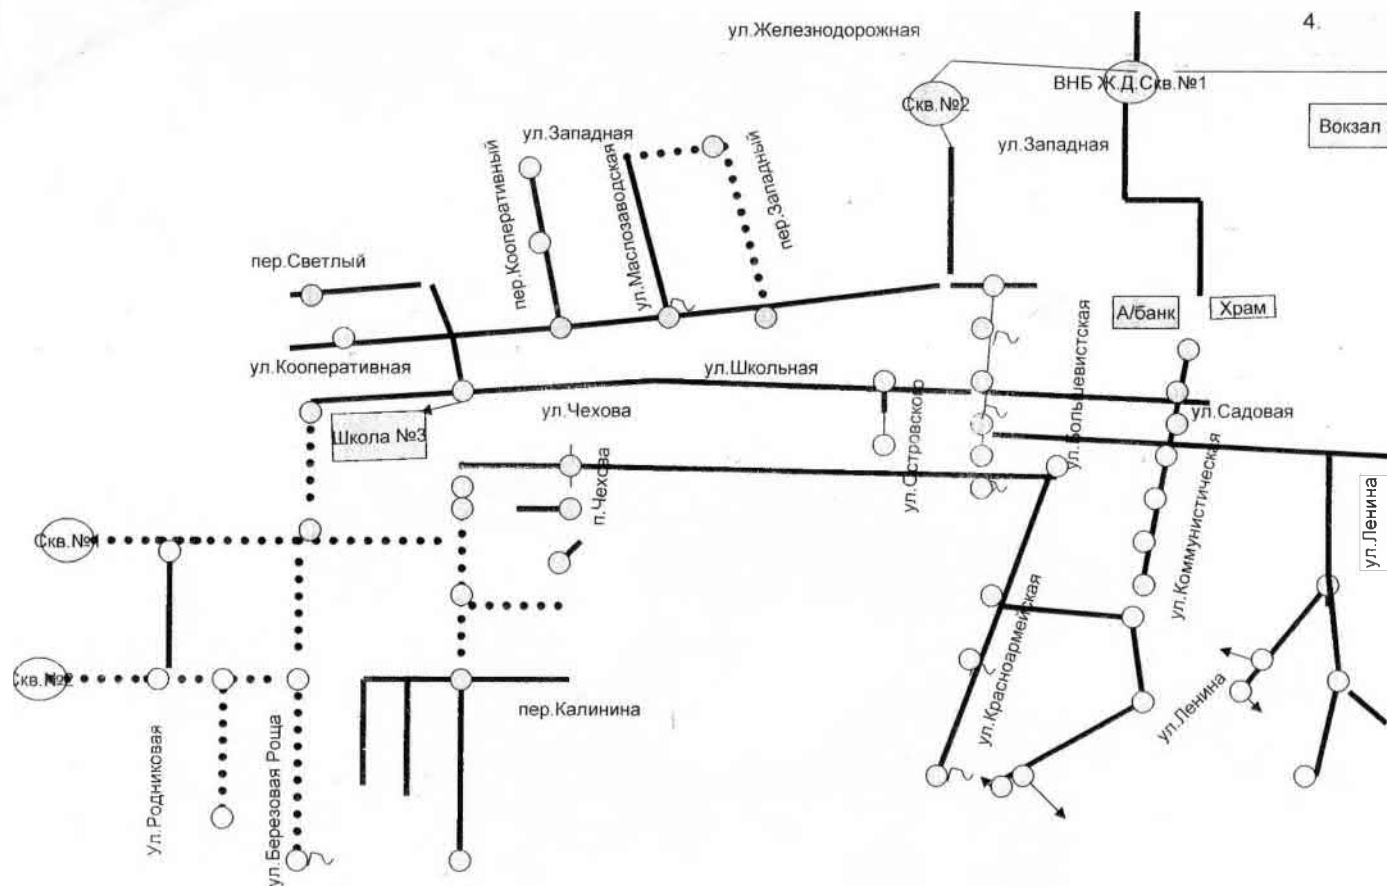 ул.Железнодорожная
4.
ВНБ Ж.Д.Скв.№1
Скв.№2
Вокзал
ул.Западная
ул.Западная
пер.Кооперативный
ул.Маслозаводская
пер.Западный
пер.Светлый
А/банк
Храм
ул.Кооперативная
ул.Школьная
ул.Большевистская
ул.Чехова
ул.Садовая
Школа №3
ул.Островского
п.Чехова
ул.Коммунистическая
ул.Ленина
Скв.№1
Скв.№2
ул.Красноармейская
ул.Ленина
пер.Калинина
Ул.Родниковая
ул.Березовая Роща